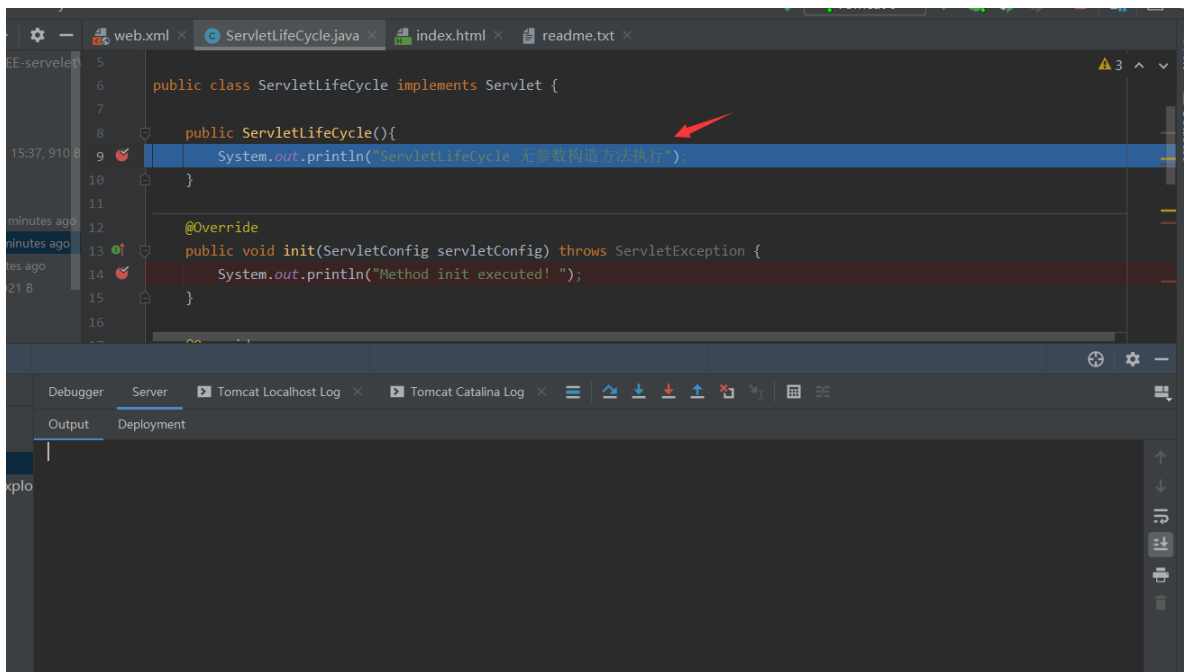 web.xml
ServletLifeCycle.java
index.html
readme.txt
EE-servelet\
5
3
6 public class ServletLifeCycle implements Servlet {
7
8 public ServletLifeCycle(){
15:37, 910 B
9 System.out.println("ServletLifeCycle 无参数构造方法执行");
10 }
11
minutes ago
12 @Override
minutes ago
13 public void init(ServletConfig servletConfig) throws ServletException {
tes ago
14 System.out.println("Method init executed! ");
021 B
15 }
16
Debugger
Server
Tomcat Localhost Log
Tomcat Catalina Log
Output
Deployment
xplo